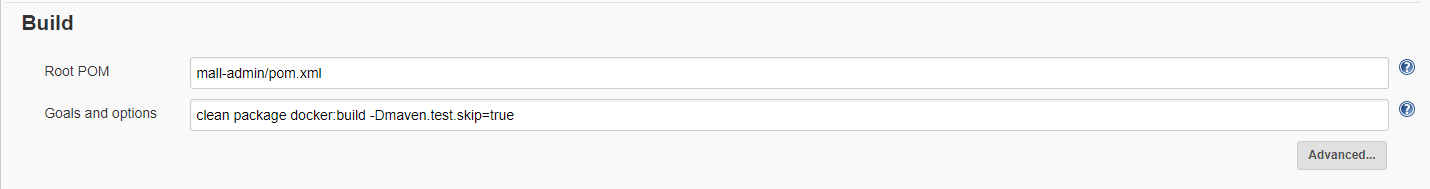 Build
Root POM mall-admin/pom.xml
Goals and options clean package docker:build -Dmaven.test.skip=true
Advanced...